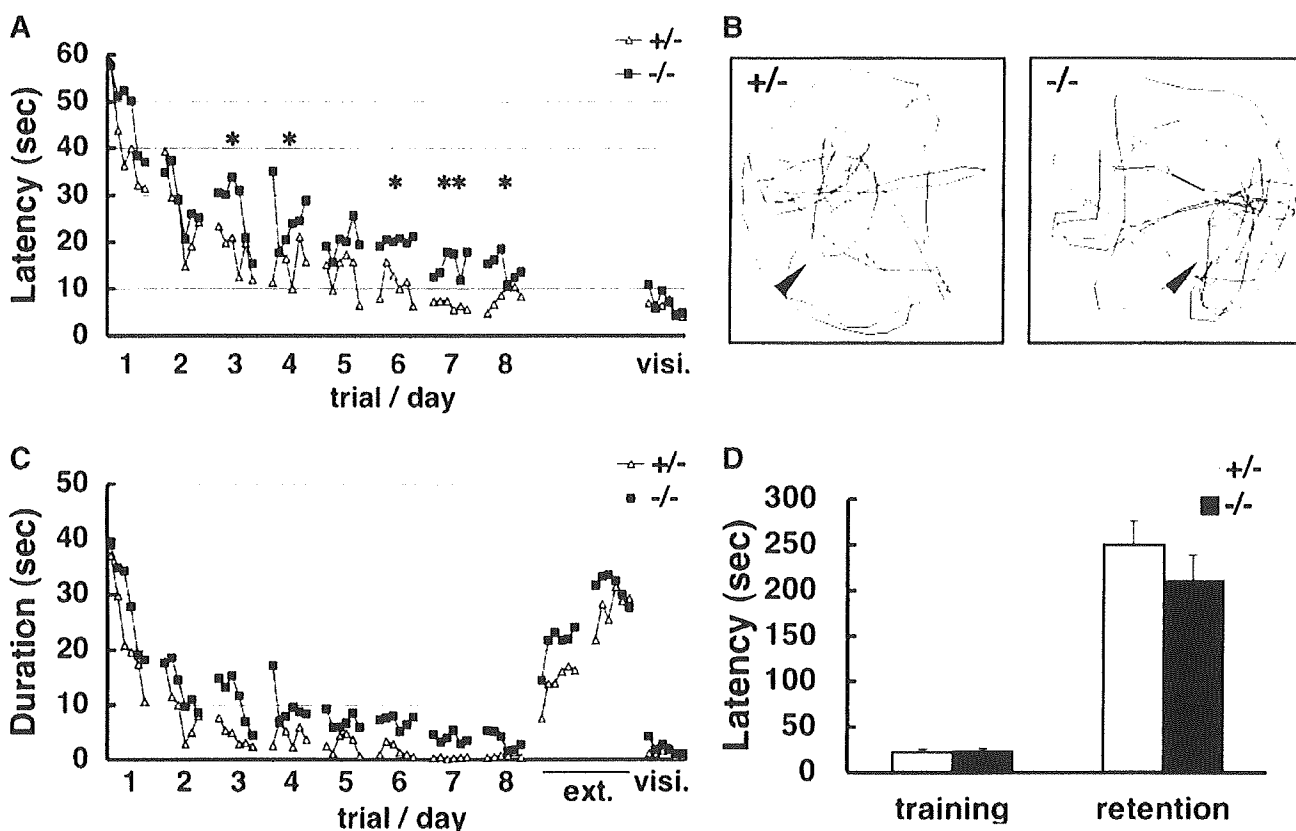 A
Latency (sec)
60
50
40
30
20
10
0
+/-
-/-
*
*
*
**
*
1 2 3 4 5 6 7 8 visi.
trial / day
B
+/-
-/-
C
Duration (sec)
50
40
30
20
10
0
+/-
-/-
1 2 3 4 5 6 7 8 ext. visi.
trial / day
D
Latency (sec)
300
250
200
150
100
50
0
+/-
-/-
training retention